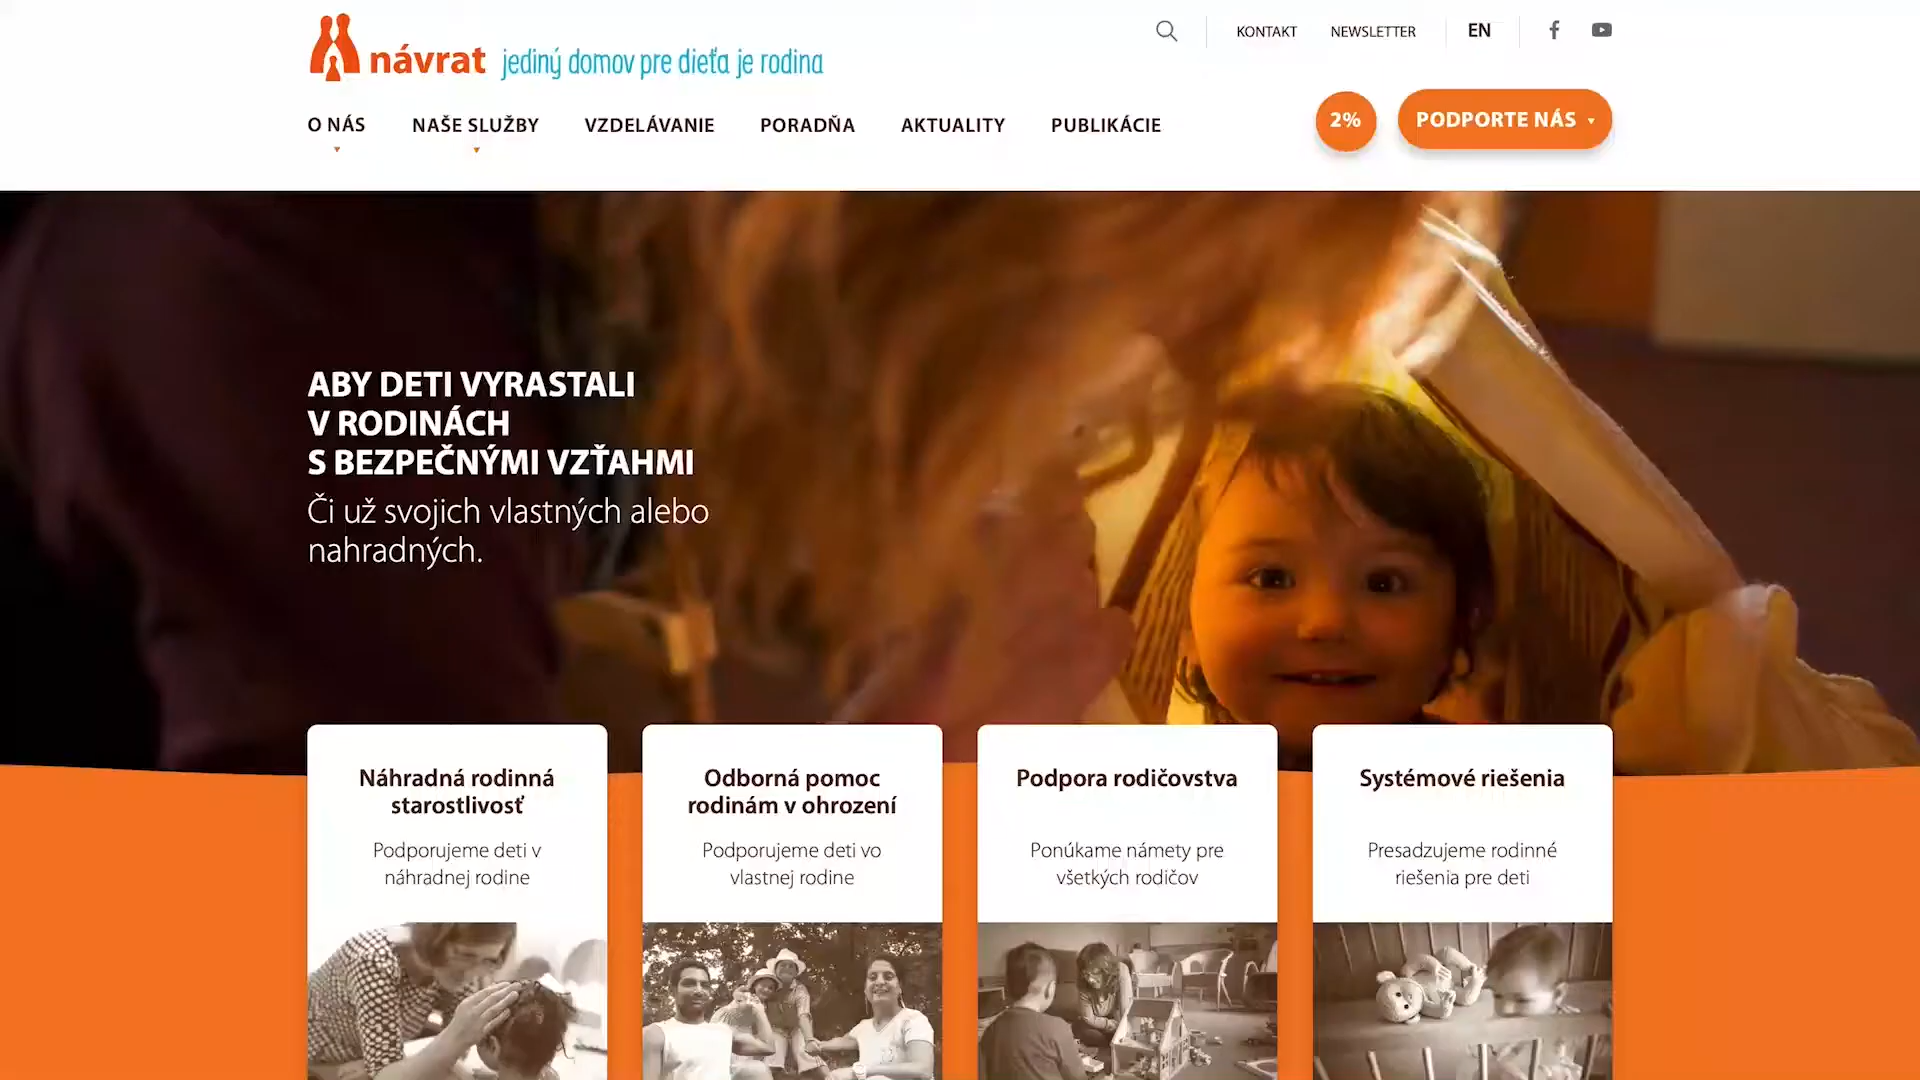 návrat jediný domov pre dieťa je rodina
KONTAKT NEWSLETTER EN
O NÁS NAŠE SLUŽBY VZDELÁVANIE PORADŇA AKTUALITY PUBLIKÁCIE
2% PODPORTE NÁS
ABY DETI VYRASTALI
V RODINÁCH
S BEZPEČNÝMI VZŤAHMI
Či už svojich vlastných alebo
nahradných.
Náhradná rodinná
starostlivosť
Podporujeme deti v
náhradnej rodine
Odborná pomoc
rodinám v ohrození
Podporujeme deti vo
vlastnej rodine
Podpora rodičovstva
Ponúkame námety pre
všetkých rodičov
Systémové riešenia
Presadzujeme rodinné
riešenia pre deti